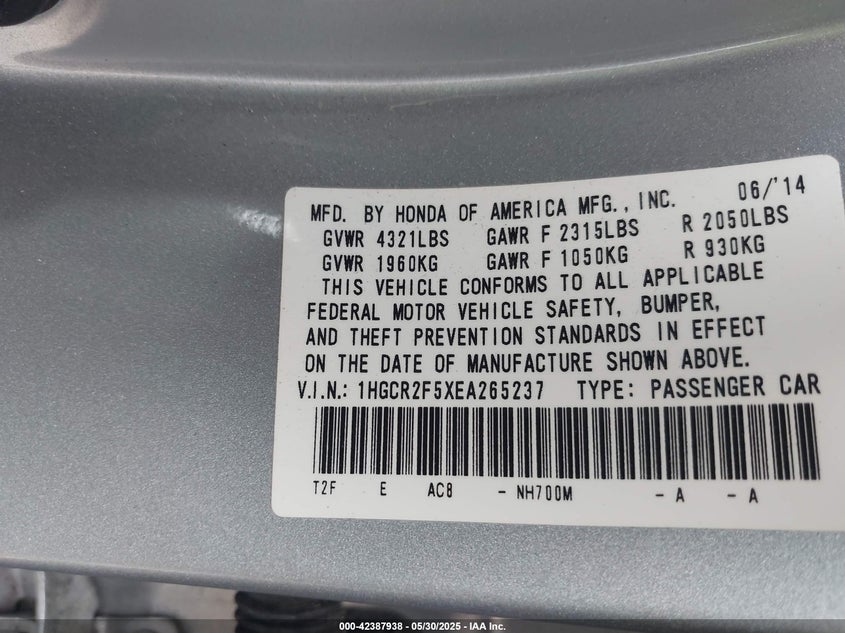 MFD. BY HONDA OF AMERICA MFG., INC. 06/'14
GVWR 4321LBS GAWR F 2315LBS R 2050LBS
GVWR 1960KG GAWR F 1050KG R 930KG
THIS VEHICLE CONFORMS TO ALL APPLICABLE
FEDERAL MOTOR VEHICLE SAFETY, BUMPER,
AND THEFT PREVENTION STANDARDS IN EFFECT
ON THE DATE OF MANUFACTURE SHOWN ABOVE.
V.I.N.: 1HGCR2F5XEA265237 TYPE: PASSENGER CAR
T2F E AC8 - NH700M - A - A
000-42387938 - 05/30/2025 - IAA Inc.